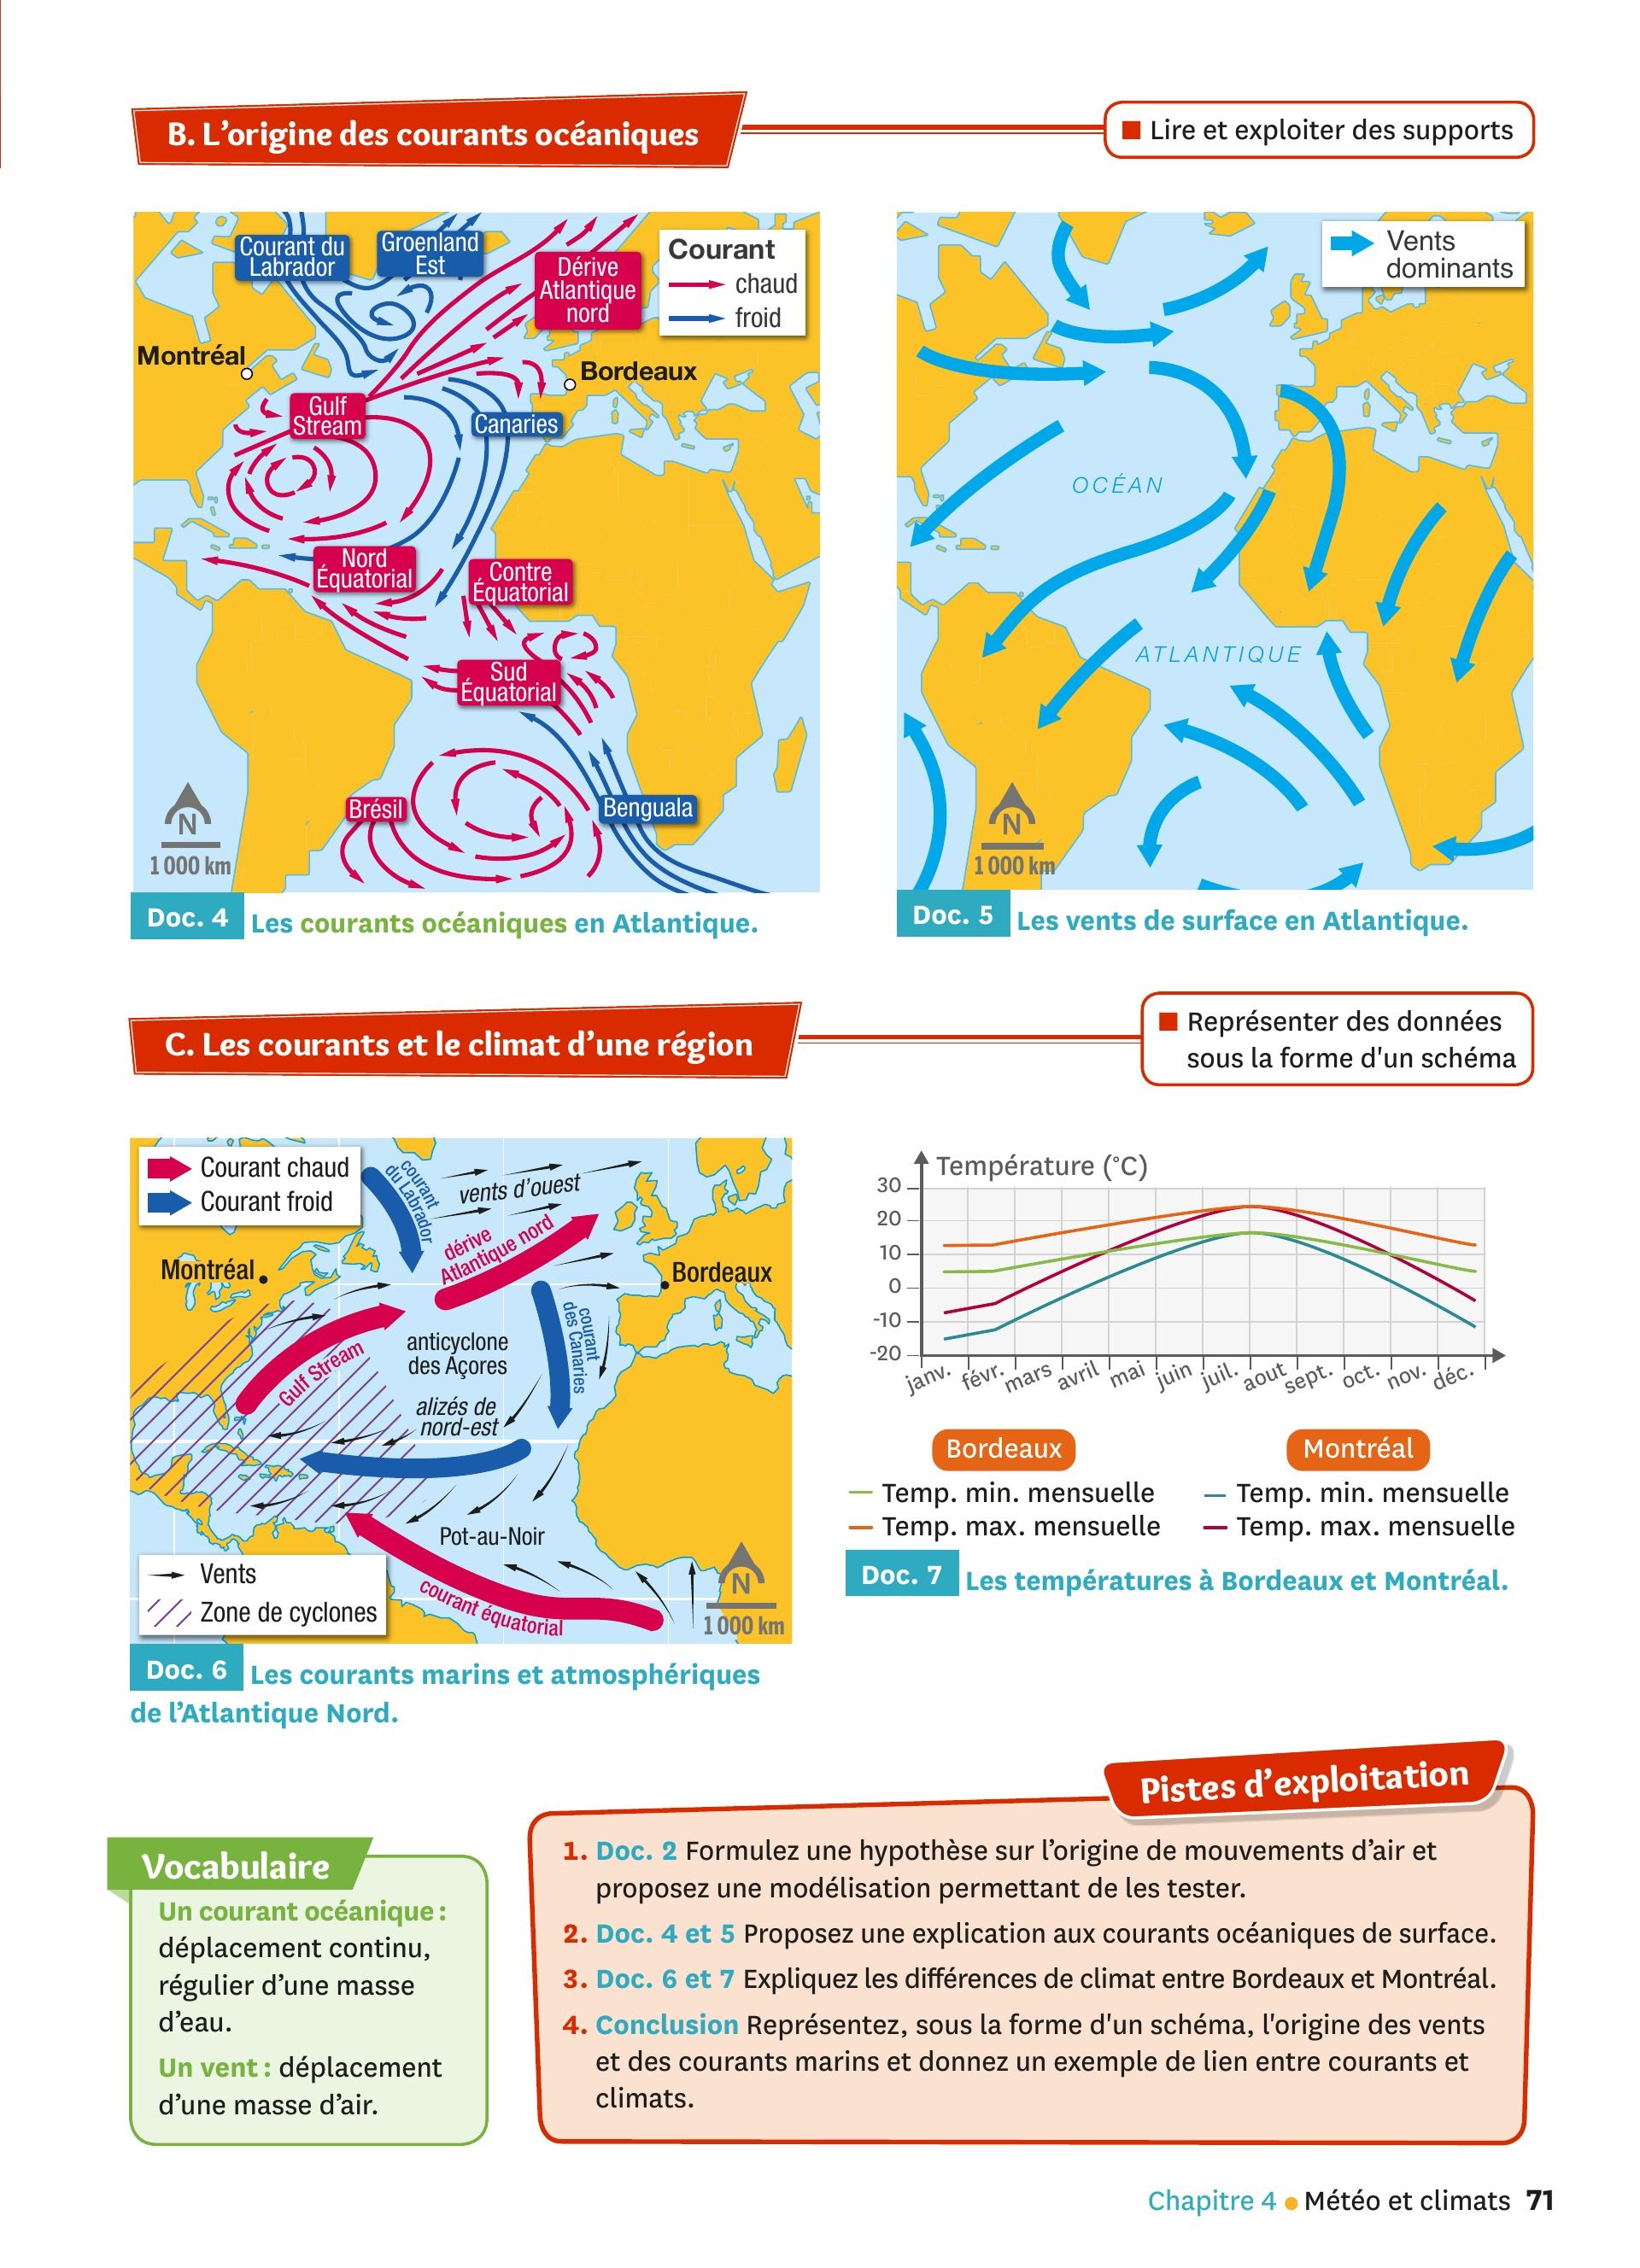 B. L'origine des courants océaniques
■ Lire et exploiter des supports
Courant du
Labrador
Groenland
Est
Dérive
Atlantique
nord
Courant
chaud
froid
Montréal
Bordeaux
Gulf
Stream
Canaries
Nord
Équatorial
Contre
Équatorial
Sud
Équatorial
Brésil
Benguala
N
1 000 km
Doc. 4 Les courants océaniques en Atlantique.
Vents
dominants
OCÉAN
ATLANTIQUE
N
1 000 km
Doc. 5 Les vents de surface en Atlantique.
C. Les courants et le climat d'une région
■ Représenter des données
sous la forme d'un schéma
Courant chaud
Courant froid
courant
du Labrador
vents d'ouest
dérive
Atlantique nord
Montréal
Bordeaux
Gulf Stream
anticyclone
des Açores
courant
des Canaries
alizés de
nord-est
Pot-au-Noir
courant équatorial
Vents
Zone de cyclones
N
1 000 km
Doc. 6 Les courants marins et atmosphériques
de l'Atlantique Nord.
Température (°C)
30
20
10
0
-10
-20
janv. févr. mars avril mai juin juil. aout sept. oct. nov. déc.
Bordeaux
Temp. min. mensuelle
Temp. max. mensuelle
Montréal
Temp. min. mensuelle
Temp. max. mensuelle
Doc. 7 Les températures à Bordeaux et Montréal.
Vocabulaire
Un courant océanique :
déplacement continu,
régulier d'une masse
d'eau.
Un vent : déplacement
d'une masse d'air.
Pistes d'exploitation
1. Doc. 2 Formulez une hypothèse sur l'origine de mouvements d'air et
proposez une modélisation permettant de les tester.
2. Doc. 4 et 5 Proposez une explication aux courants océaniques de surface.
3. Doc. 6 et 7 Expliquez les différences de climat entre Bordeaux et Montréal.
4. Conclusion Représentez, sous la forme d'un schéma, l'origine des vents
et des courants marins et donnez un exemple de lien entre courants et
climats.
Chapitre 4 ● Météo et climats 71